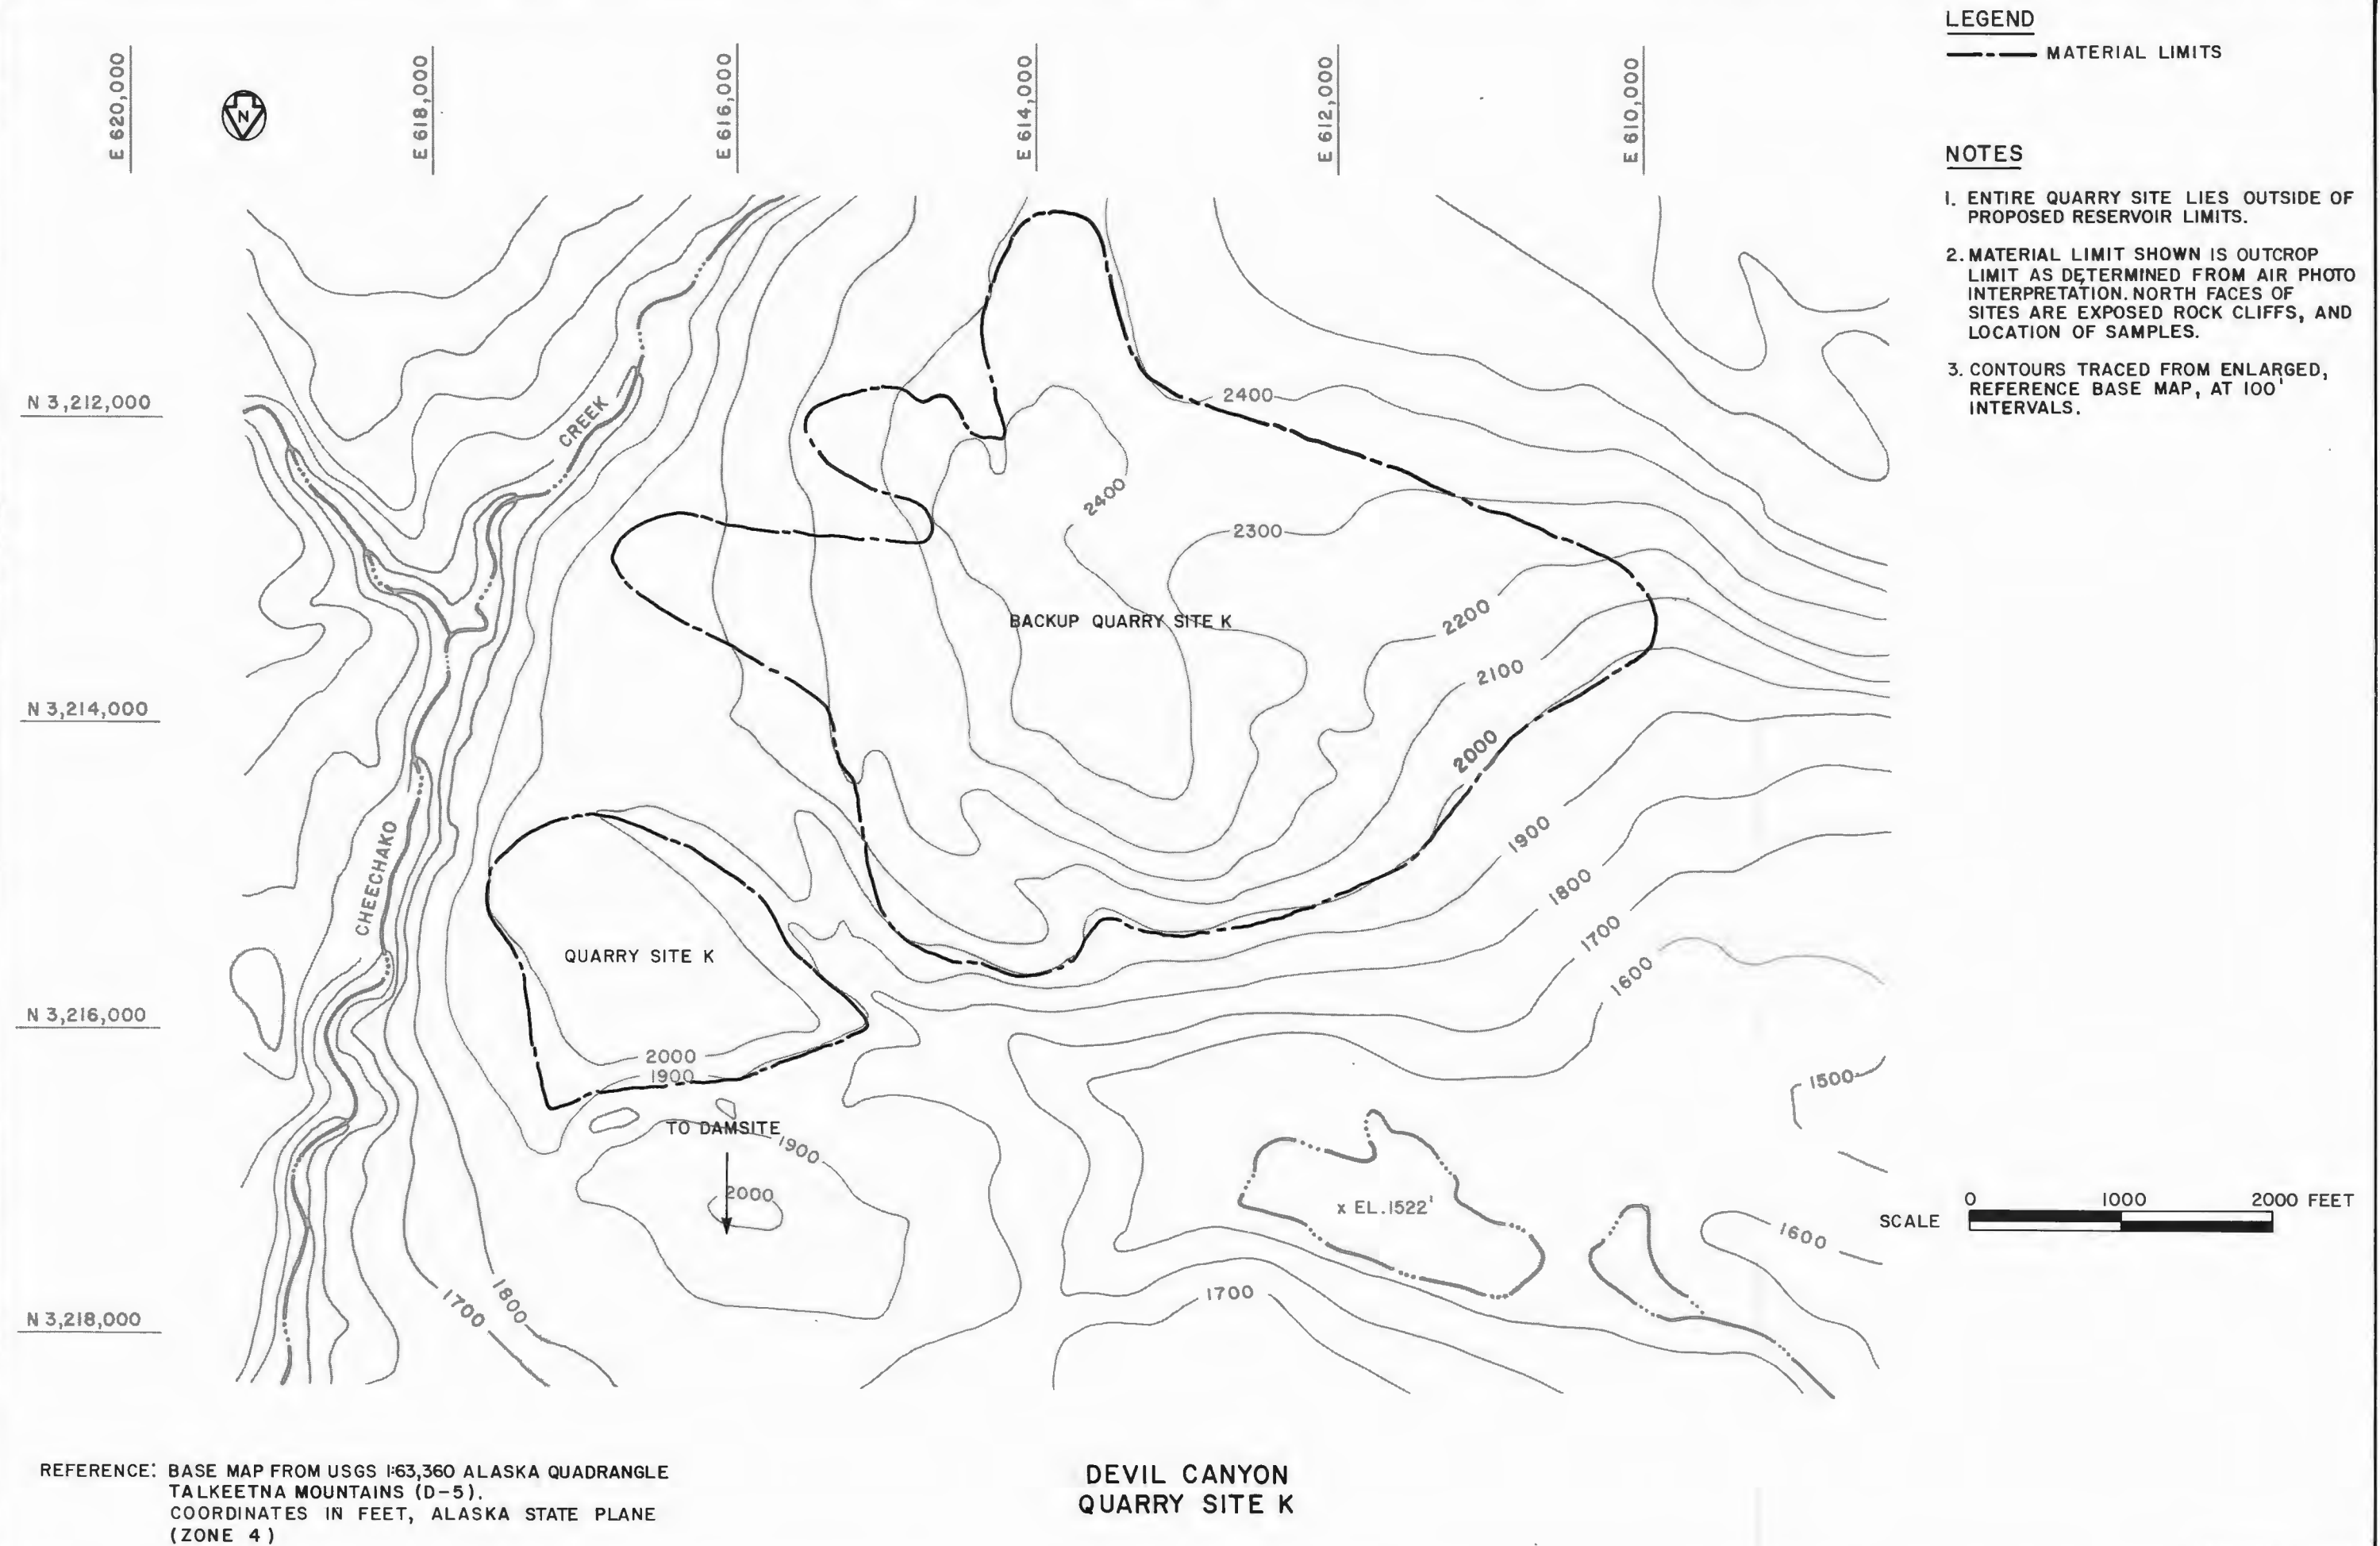 E 620,000
E 618,000
E 616,000
E 614,000
E 612,000
E 610,000
N
LEGEND
MATERIAL LIMITS
NOTES
1. ENTIRE QUARRY SITE LIES OUTSIDE OF
PROPOSED RESERVOIR LIMITS.
2. MATERIAL LIMIT SHOWN IS OUTCROP
LIMIT AS DETERMINED FROM AIR PHOTO
INTERPRETATION. NORTH FACES OF
SITES ARE EXPOSED ROCK CLIFFS, AND
LOCATION OF SAMPLES.
3. CONTOURS TRACED FROM ENLARGED,
REFERENCE BASE MAP, AT 100'
INTERVALS.
N 3,212,000
CREEK
2400
2400
2300
BACKUP QUARRY SITE K
2200
2100
N 3,214,000
2000
1900
CHEECHAKO
1800
1700
QUARRY SITE K
1600
N 3,216,000
2000
1900
1500
TO DAMSITE
1900
2000
x EL.1522'
1600
SCALE
0 1000 2000 FEET
1700
1800
1700
N 3,218,000
REFERENCE: BASE MAP FROM USGS 1:63,360 ALASKA QUADRANGLE
TALKEETNA MOUNTAINS (D-5).
COORDINATES IN FEET, ALASKA STATE PLANE
(ZONE 4)
DEVIL CANYON
QUARRY SITE K